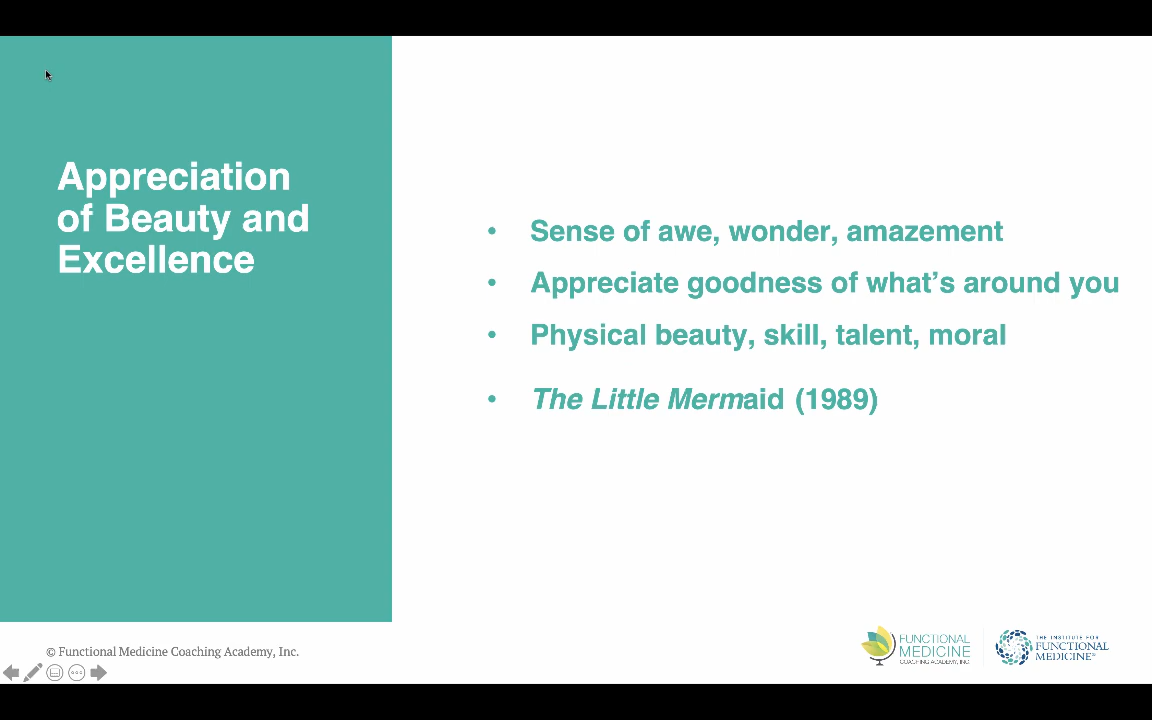 Appreciation
of Beauty and
Excellence
• Sense of awe, wonder, amazement
• Appreciate goodness of what’s around you
• Physical beauty, skill, talent, moral
• The Little Mermaid (1989)
© Functional Medicine Coaching Academy, Inc.
FUNCTIONAL
MEDICINE
COACHING ACADEMY, INC.
THE INSTITUTE FOR
FUNCTIONAL
MEDICINE®